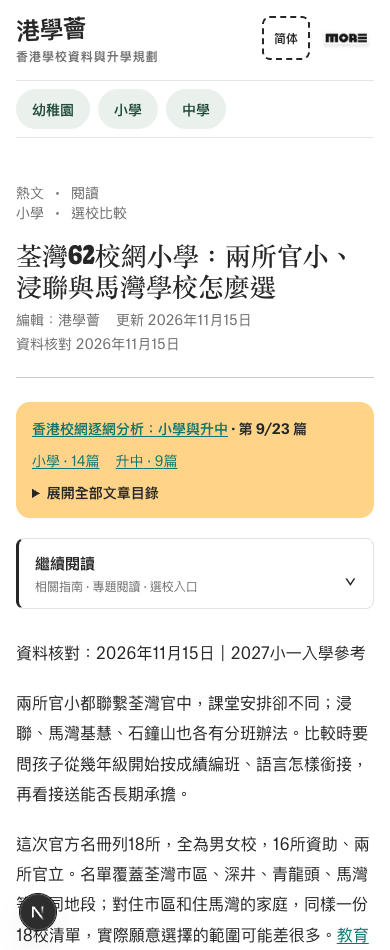 港學薈
香港學校資料與升學規劃
简体
MORE
幼稚園
小學
中學
熱文 · 閱讀
小學 · 選校比較
荃灣62校網小學：兩所官小、
浸聯與馬灣學校怎麼選
編輯：港學薈 更新 2026年11月15日
資料核對 2026年11月15日
香港校網逐網分析：小學與升中 · 第 9/23 篇
小學 · 14篇 升中 · 9篇
▶ 展開全部文章目錄
繼續閱讀
相關指南 · 專題閱讀 · 選校入口
資料核對：2026年11月15日｜2027小一入學參考
兩所官小都聯繫荃灣官中，課堂安排卻不同；浸
聯、馬灣基慧、石鐘山也各有分班辦法。比較時要
問孩子從幾年級開始按成績編班、語言怎樣銜接，
再看接送能否長期承擔。
這次官方名冊列18所，全為男女校，16所資助、兩
所官立。名單覆蓋荃灣市區、深井、青龍頭、馬灣
同地段；對住市區和住馬灣的家庭，同樣一份
18校清單，實際願意選擇的範圍可能差很多。教育
N